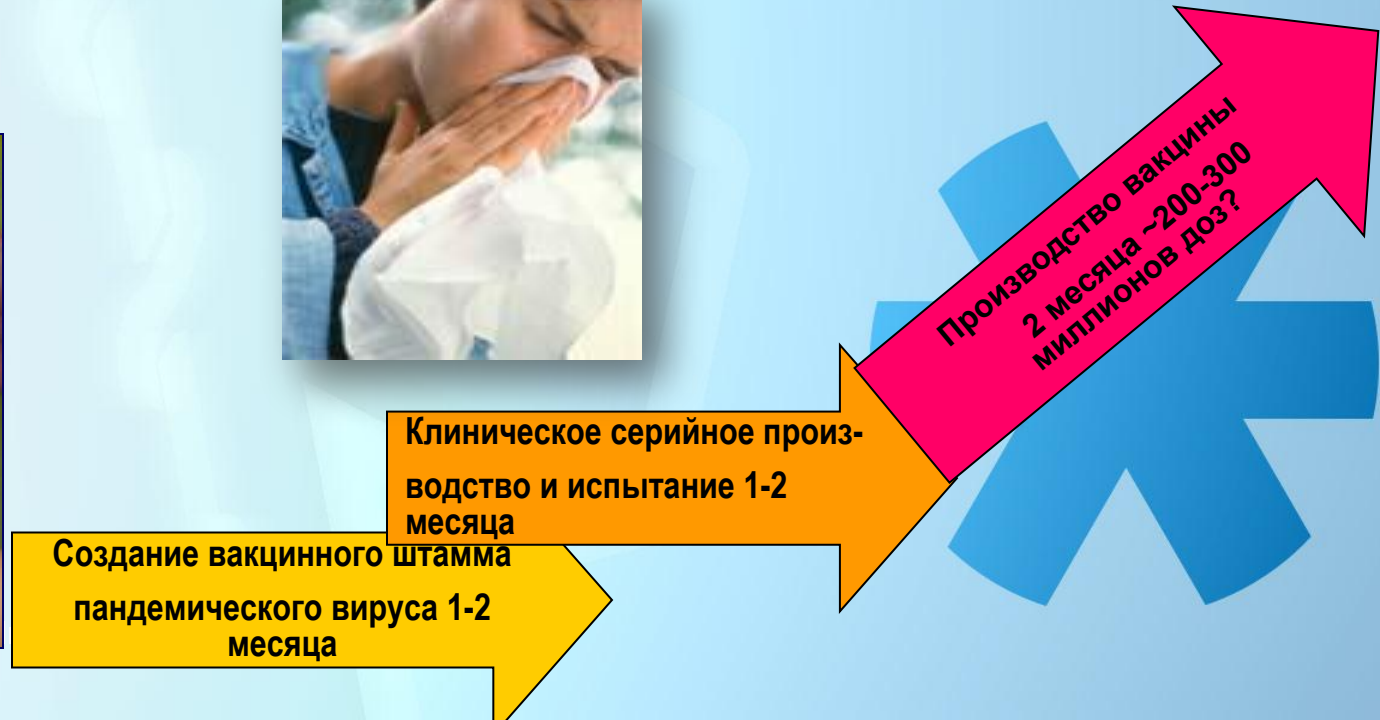 Производство вакцины
2 месяца ~200-300
миллионов доз?
Клиническое серийное произ-
водство и испытание 1-2
месяца
Создание вакцинного штамма
пандемического вируса 1-2
месяца